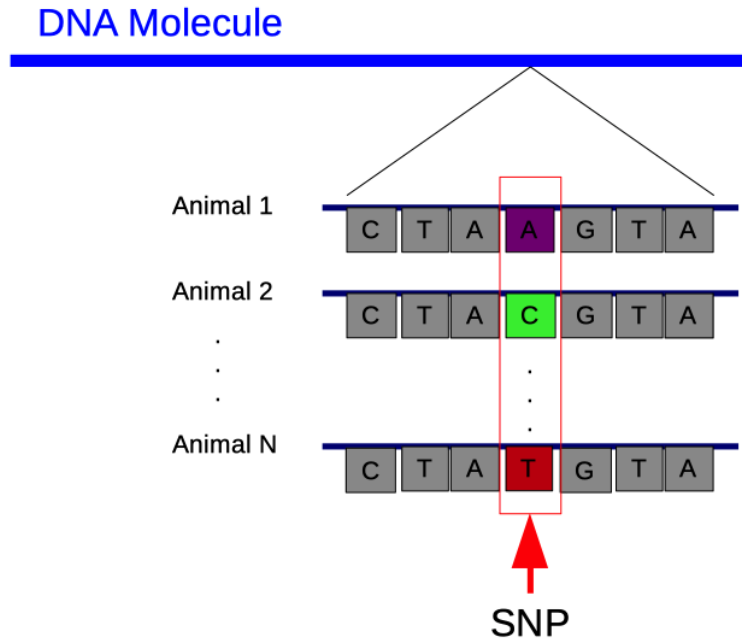 DNA Molecule
Animal 1
C T A A G T A
Animal 2
C T A C G T A
.
.
.
.
.
.
Animal N
C T A T G T A
SNP